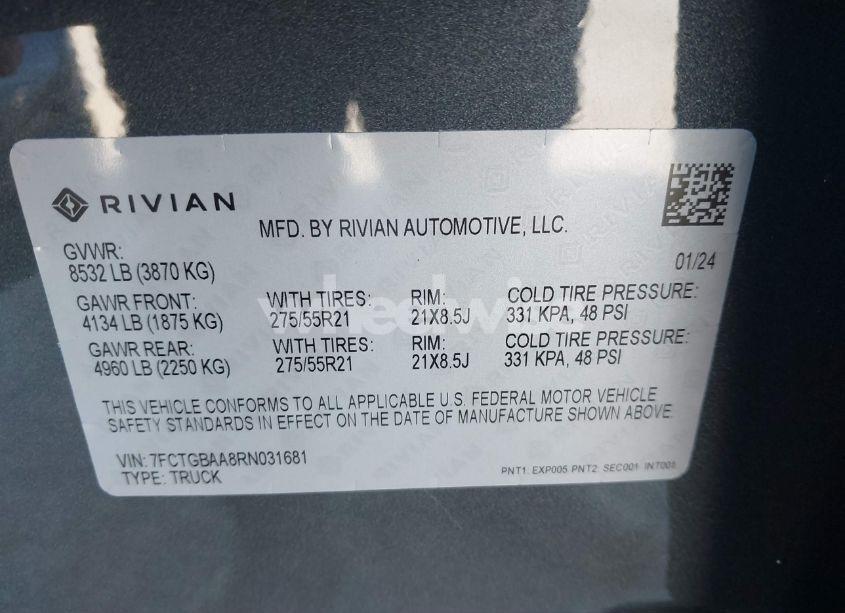 RIVIAN
MFD. BY RIVIAN AUTOMOTIVE, LLC.
GVWR:
8532 LB (3870 KG)
01/24
GAWR FRONT: WITH TIRES: RIM: COLD TIRE PRESSURE:
4134 LB (1875 KG) 275/55R21 21X8.5J 331 KPA, 48 PSI
GAWR REAR: WITH TIRES: RIM: COLD TIRE PRESSURE:
4960 LB (2250 KG) 275/55R21 21X8.5J 331 KPA, 48 PSI
THIS VEHICLE CONFORMS TO ALL APPLICABLE U.S. FEDERAL MOTOR VEHICLE
SAFETY STANDARDS IN EFFECT ON THE DATE OF MANUFACTURE SHOWN ABOVE.
VIN: 7FCTGBAA8RN031681
TYPE: TRUCK
PNT1: EXP005 PNT2: SEC001 INT008